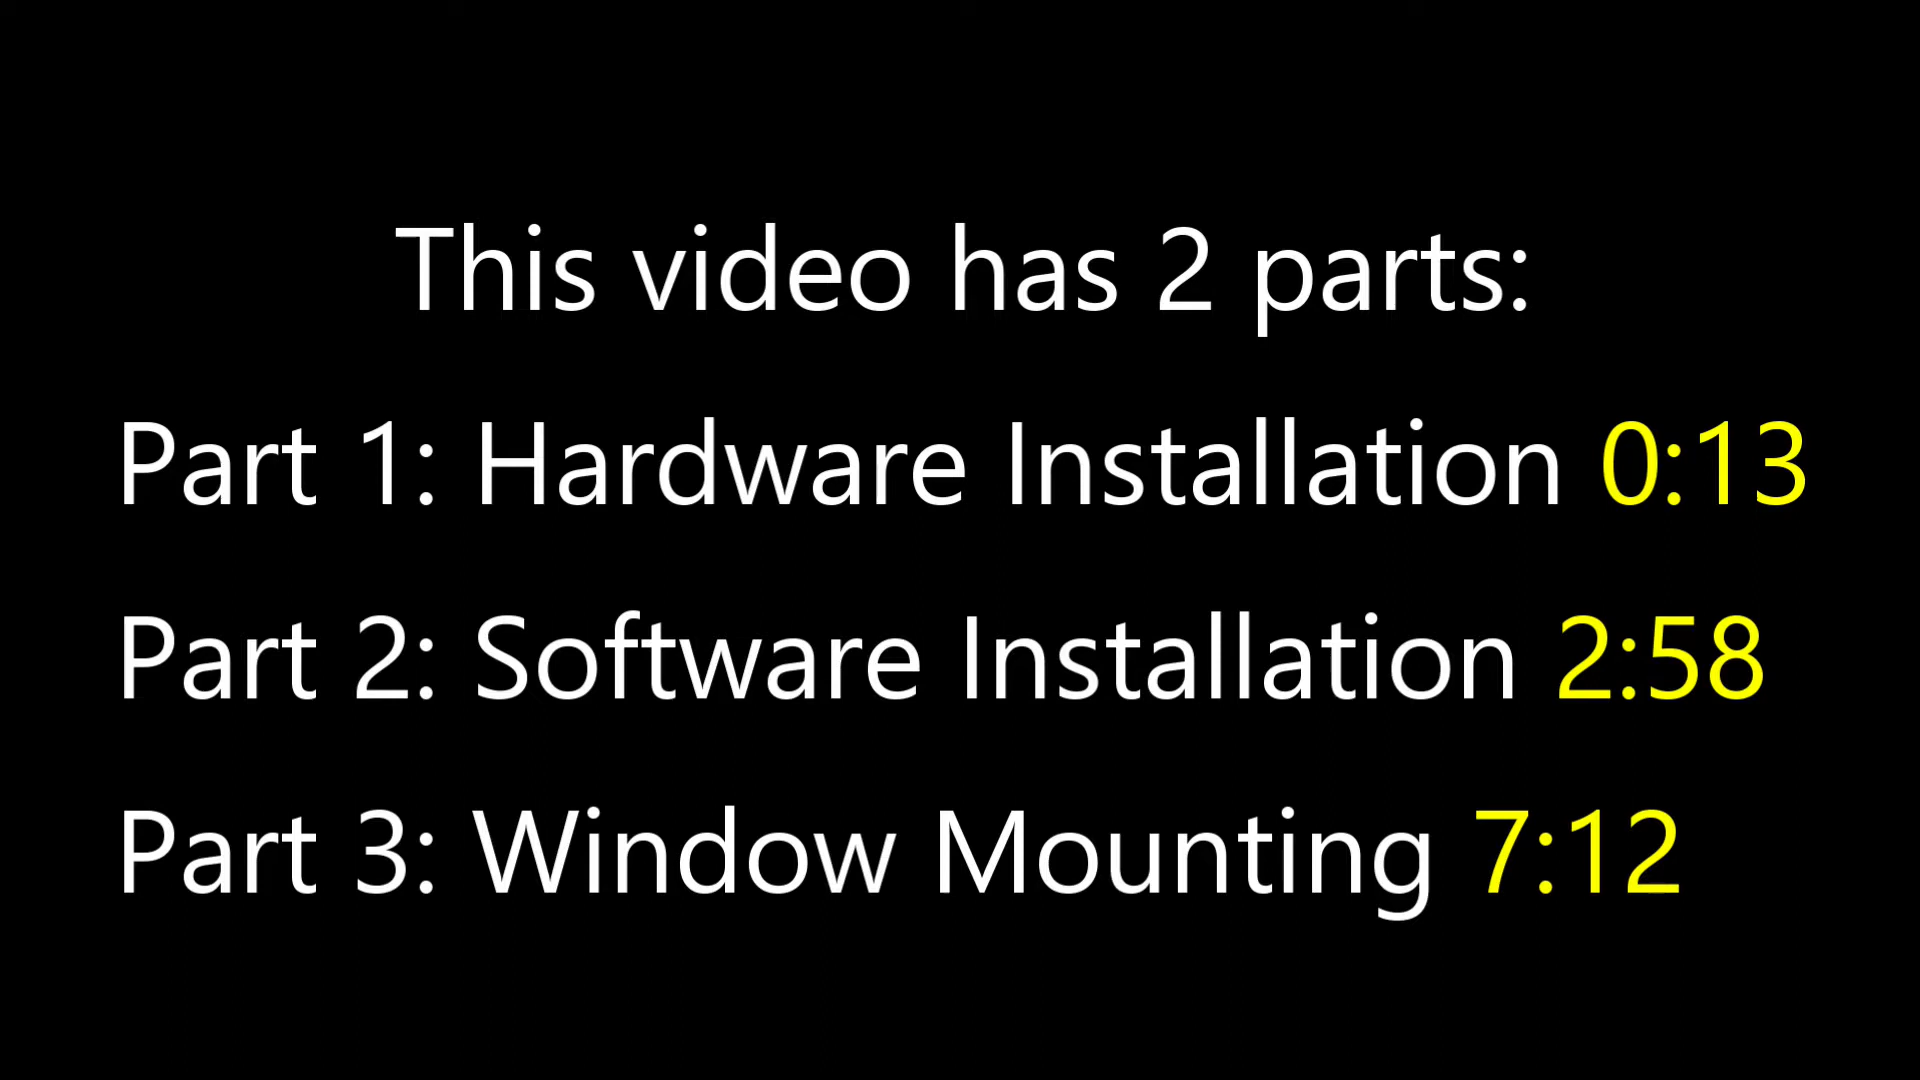 This video has 2 parts:
Part 1: Hardware Installation 0:13
Part 2: Software Installation 2:58
Part 3: Window Mounting 7:12